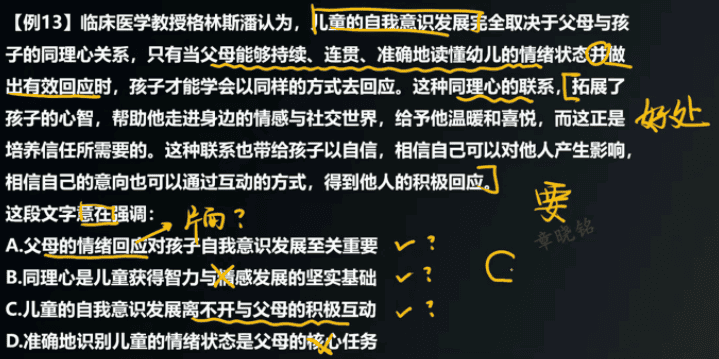 【例13】临床医学教授格林斯潘认为，儿童的自我意识发展完全取决于父母与孩
子的同理心关系，只有当父母能够持续、连贯、准确地读懂幼儿的情绪状态并做
出有效回应时，孩子才能学会以同样的方式去回应。这种同理心的联系，拓展了
孩子的心智，帮助他走进身边的情感与社交世界，给予他温暖和喜悦，而这正是
好处
培养信任所需要的。这种联系也带给孩子以自信，相信自己可以对他人产生影响，
相信自己的意向也可以通过互动的方式，得到他人的积极回应。
这段文字意在强调：
片面？
要
章晓铭
A.父母的情绪回应对孩子自我意识发展至关重要
？
B.同理心是儿童获得智力与情感发展的坚实基础
？
C
C.儿童的自我意识发展离不开与父母的积极互动
？
D.准确地识别儿童的情绪状态是父母的核心任务